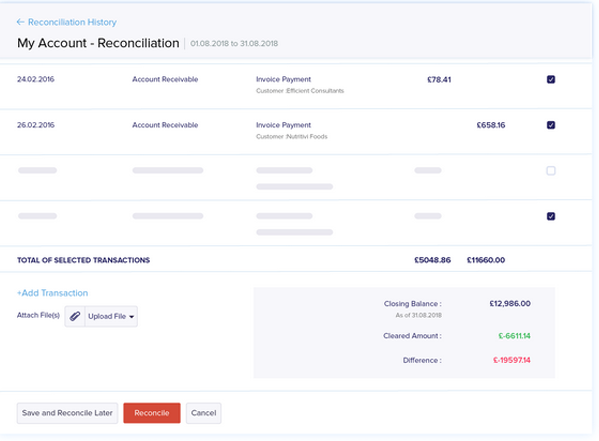 ← Reconciliation History
My Account - Reconciliation | 01.08.2018 to 31.08.2018
24.02.2016 Account Receivable Invoice Payment £78.41
Customer :Efficient Consultants
26.02.2016 Account Receivable Invoice Payment £658.16
Customer :Nutritivi Foods
TOTAL OF SELECTED TRANSACTIONS £5048.86 £11660.00
+Add Transaction
Attach File(s) Upload File
Closing Balance : £12,986.00
As of 31.08.2018
Cleared Amount : £-6611.14
Difference : £-19597.14
Save and Reconcile Later Reconcile Cancel